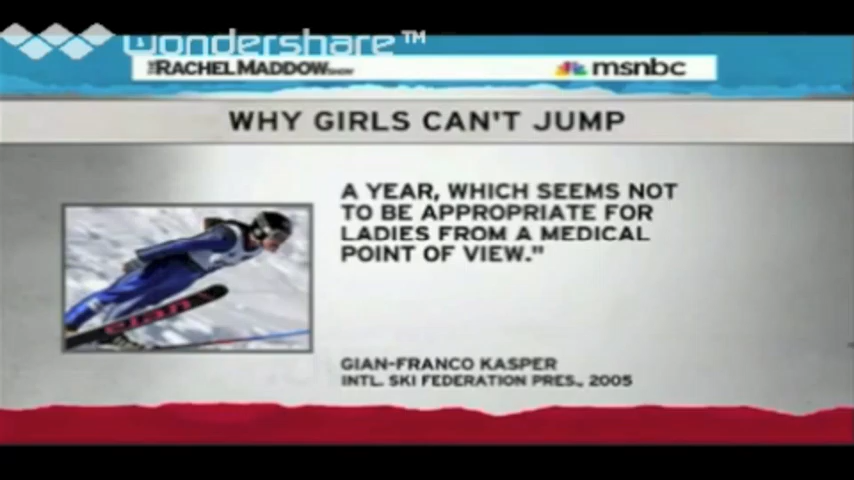 Wondershare™
THE RACHEL MADDOW SHOW
msnbc
WHY GIRLS CAN'T JUMP
A YEAR, WHICH SEEMS NOT
TO BE APPROPRIATE FOR
LADIES FROM A MEDICAL
POINT OF VIEW."
elan
GIAN-FRANCO KASPER
INTL. SKI FEDERATION PRES., 2005